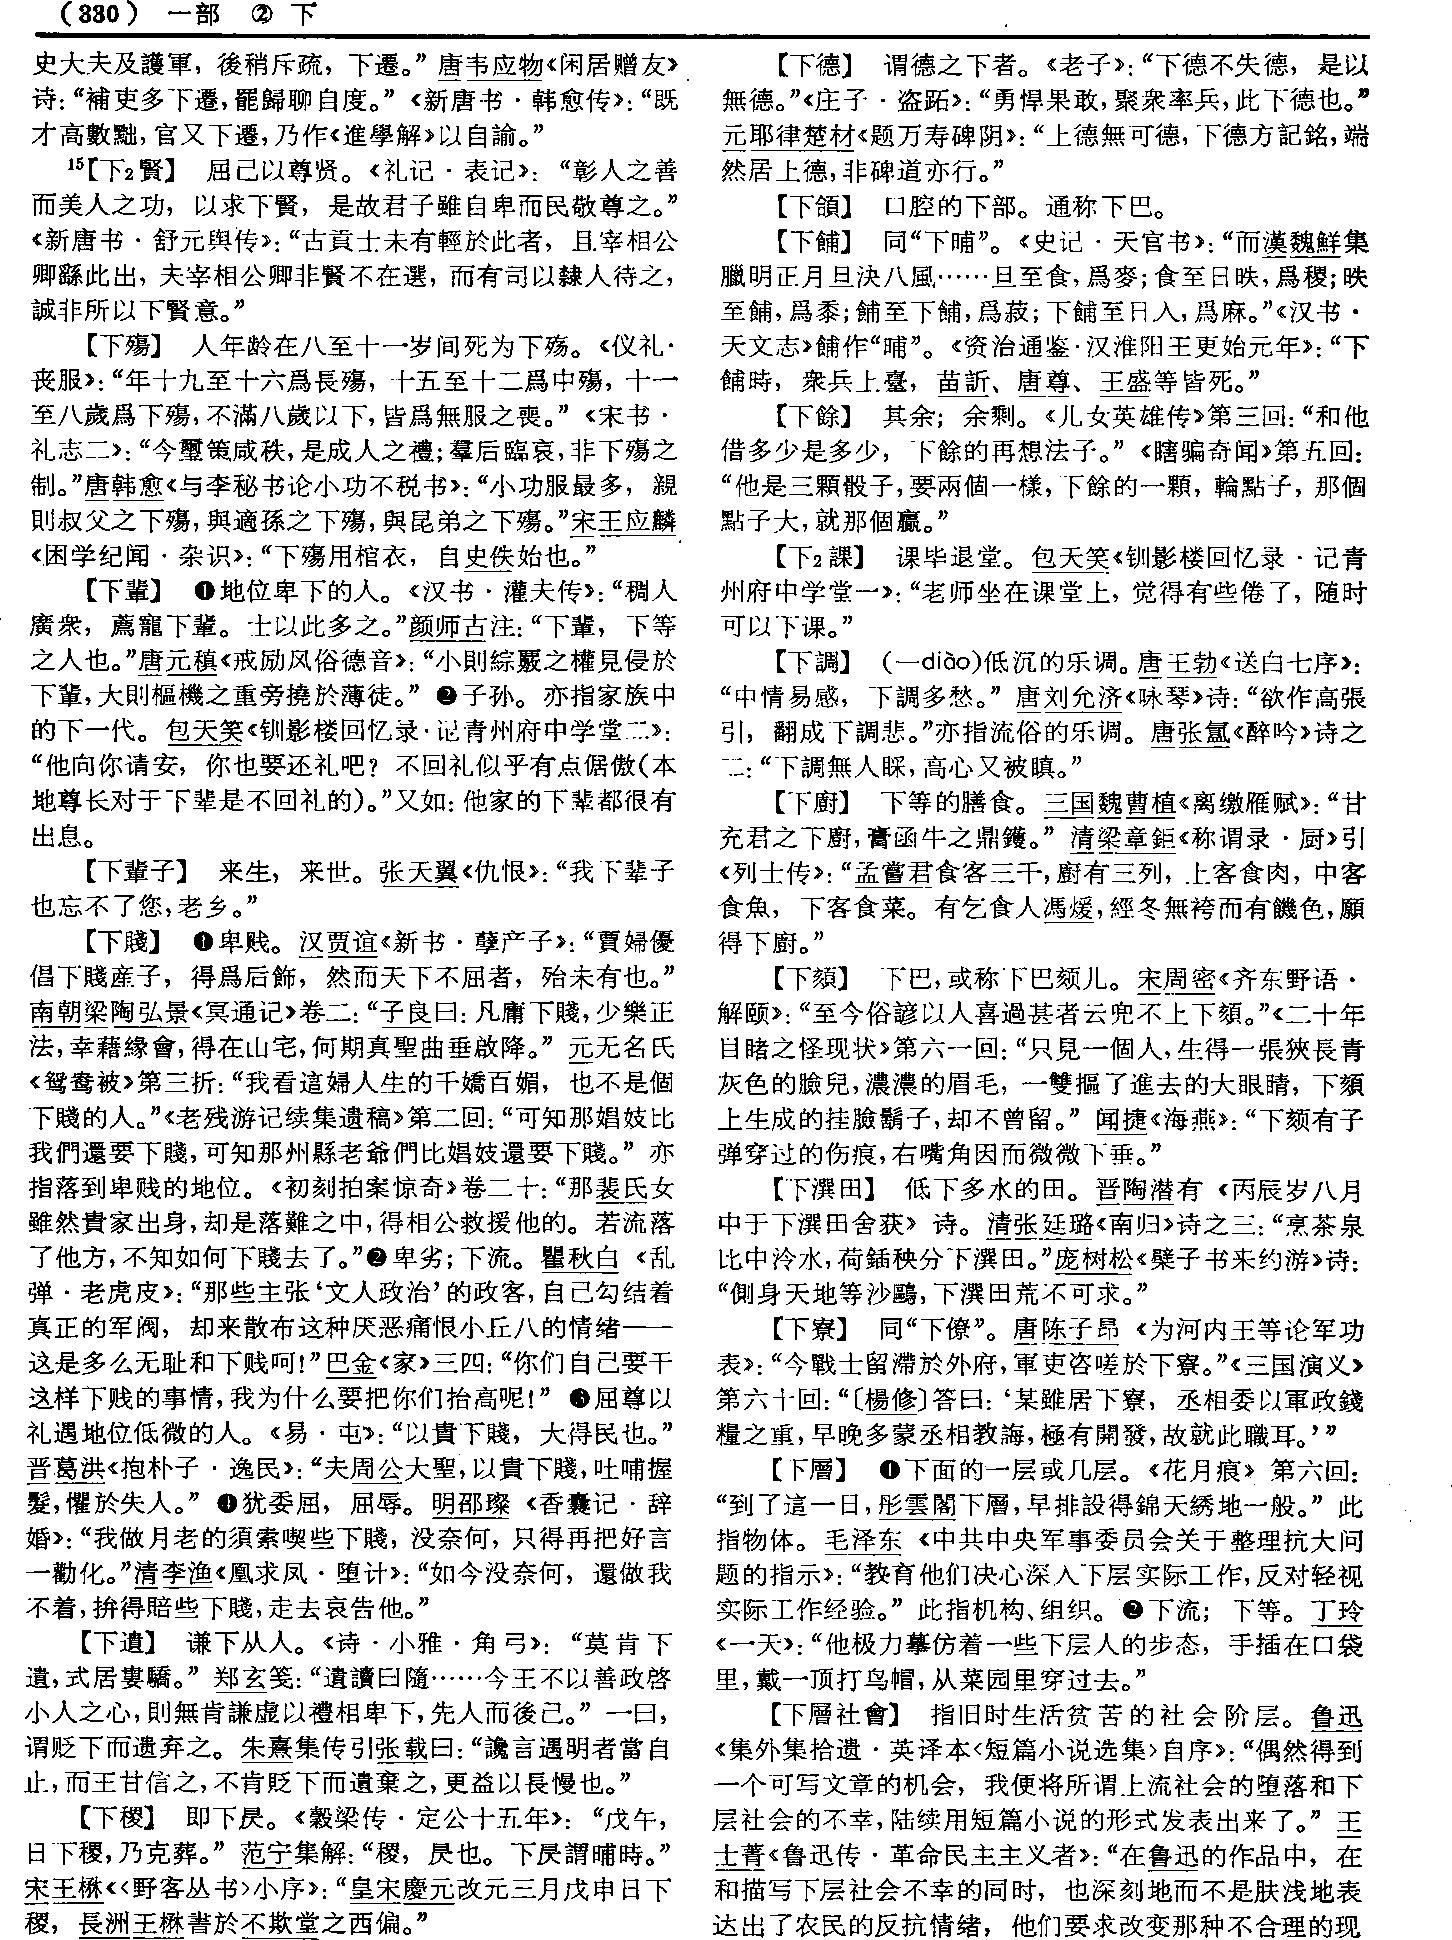 （330） 一部 ② 下
史大夫及護軍，後稍斥疏，下遷。”唐韦应物《闲居赠友》
诗：“補吏多下遷，罷歸聊自度。”《新唐书·韩愈传》：“既
才高數黜，官又下遷，乃作《進學解》以自諭。”
¹⁵【下₂賢】 屈己以尊贤。《礼记·表记》：“彰人之善
而美人之功，以求下賢，是故君子雖自卑而民敬尊之。”
《新唐书·舒元舆传》：“古貢士未有輕於此者，且宰相公
卿繇此出，夫宰相公卿非賢不在選，而有司以隸人待之，
誠非所以下賢意。”
【下殤】 人年龄在八至十一岁间死为下殇。《仪礼·
丧服》：“年十九至十六爲長殤，十五至十二爲中殤，十一
至八歲爲下殤，不滿八歲以下，皆爲無服之喪。”《宋书·
礼志二》：“今璽策咸秩，是成人之禮；羣后臨哀，非下殤之
制。”唐韩愈《与李秘书论小功不税书》：“小功服最多，親
則叔父之下殤，與適孫之下殤，與昆弟之下殤。”宋王应麟
《困学纪闻·杂识》：“下殤用棺衣，自史佚始也。”
【下輩】 ❶地位卑下的人。《汉书·灌夫传》：“稠人
廣衆，薦寵下輩。士以此多之。”颜师古注：“下輩，下等
之人也。”唐元稹《戒励风俗德音》：“小則綜覈之權見侵於
下輩，大則樞機之重旁撓於薄徒。”❷子孙。亦指家族中
的下一代。包天笑《钏影楼回忆录·记青州府中学堂二》：
“他向你请安，你也要还礼吧？不回礼似乎有点倨傲（本
地尊长对于下辈是不回礼的）。”又如：他家的下辈都很有
出息。
【下輩子】 来生，来世。张天翼《仇恨》：“我下辈子
也忘不了您，老乡。”
【下賤】 ❶卑贱。汉贾谊《新书·孽产子》：“賈婦優
倡下賤産子，得爲后飾，然而天下不屈者，殆未有也。”
南朝梁陶弘景《冥通记》卷二：“子良曰：凡庸下賤，少樂正
法，幸藉緣會，得在山宅，何期真聖曲垂啟降。”元无名氏
《鸳鸯被》第三折：“我看這婦人生的千嬌百媚，也不是個
下賤的人。”《老残游记续集遗稿》第二回：“可知那娼妓比
我們還要下賤，可知那州縣老爺們比娼妓還要下賤。”亦
指落到卑贱的地位。《初刻拍案惊奇》卷二十：“那裴氏女
雖然貴家出身，却是落難之中，得相公救援他的。若流落
了他方，不知如何下賤去了。”❷卑劣；下流。瞿秋白《乱
弹·老虎皮》：“那些主张‘文人政治’的政客，自己勾结着
真正的军阀，却来散布这种厌恶痛恨小丘八的情绪——
这是多么无耻和下贱呵！”巴金《家》三四：“你们自己要干
这样下贱的事情，我为什么要把你们抬高呢！”❸屈尊以
礼遇地位低微的人。《易·屯》：“以貴下賤，大得民也。”
晋葛洪《抱朴子·逸民》：“夫周公大聖，以貴下賤，吐哺握
髮，懼於失人。”❹犹委屈，屈辱。明邵璨《香囊记·辞
婚》：“我做月老的須索喫些下賤，没奈何，只得再把好言
一勸化。”清李渔《凰求凤·堕计》：“如今没奈何，還做我
不着，拚得賠些下賤，走去哀告他。”
【下遺】 谦下从人。《诗·小雅·角弓》：“莫肯下
遺，式居婁驕。”郑玄笺：“遺讀曰隨……今王不以善政啓
小人之心，則無肯謙虚以禮相卑下，先人而後己。”一曰，
谓贬下而遗弃之。朱熹集传引张载曰：“讒言遇明者當自
止，而王甘信之，不肯貶下而遺棄之，更益以長慢也。”
【下稷】 即下昃。《穀梁传·定公十五年》：“戊午，
日下稷，乃克葬。”范宁集解：“稷，昃也。下昃謂晡時。”
宋王楙《〈野客丛书〉小序》：“皇宋慶元改元三月戊申日下
稷，長洲王楙書於不欺堂之西偏。”
【下德】 谓德之下者。《老子》：“下德不失德，是以
無德。”《庄子·盗跖》：“勇悍果敢，聚衆率兵，此下德也。”
元耶律楚材《题万寿碑阴》：“上德無可德，下德方記銘，端
然居上德，非碑道亦行。”
【下頜】 口腔的下部。通称下巴。
【下餔】 同“下晡”。《史记·天官书》：“而漢魏鮮集
臘明正月旦決八風……旦至食，爲麥；食至日昳，爲稷；昳
至餔，爲黍；餔至下餔，爲菽；下餔至日入，爲麻。”《汉书·
天文志》餔作“晡”。《资治通鉴·汉淮阳王更始元年》：“下
餔時，衆兵上臺，苗訢、唐尊、王盛等皆死。”
【下餘】 其余；余剩。《儿女英雄传》第三回：“和他
借多少是多少，下餘的再想法子。”《瞎骗奇闻》第五回：
“他是三顆骰子，要兩個一樣，下餘的一顆，輪點子，那個
點子大，就那個贏。”
【下₂課】 课毕退堂。包天笑《钏影楼回忆录·记青
州府中学堂一》：“老师坐在课堂上，觉得有些倦了，随时
可以下课。”
【下調】 （—diào）低沉的乐调。唐王勃《送白七序》：
“中情易感，下調多愁。”唐刘允济《咏琴》诗：“欲作高張
引，翻成下調悲。”亦指流俗的乐调。唐张氲《醉吟》诗之
二：“下調無人睬，高心又被瞋。”
【下廚】 下等的膳食。三国魏曹植《离缴雁赋》：“甘
充君之下廚，膏函牛之鼎鑊。”清梁章鉅《称谓录·厨》引
《列士传》：“孟嘗君食客三千，廚有三列，上客食肉，中客
食魚，下客食菜。有乞食人馮煖，經冬無袴而有饑色，願
得下廚。”
【下頦】 下巴，或称下巴颏儿。宋周密《齐东野语·
解颐》：“至今俗諺以人喜過甚者云兜不上下頦。”《二十年
目睹之怪现状》第六一回：“只見一個人，生得一張狹長青
灰色的臉兒，濃濃的眉毛，一雙摳了進去的大眼睛，下頦
上生成的挂臉鬍子，却不曾留。”闻捷《海燕》：“下颏有子
弹穿过的伤痕，右嘴角因而微微下垂。”
【下潠田】 低下多水的田。晋陶潜有《丙辰岁八月
中于下潠田舍获》诗。清张廷璐《南归》诗之三：“烹茶泉
比中泠水，荷鍤秧分下潠田。”庞树松《檗子书来约游》诗：
“側身天地等沙鷗，下潠田荒不可求。”
【下寮】 同“下僚”。唐陈子昂《为河内王等论军功
表》：“今戰士留滯於外府，軍吏咨嗟於下寮。”《三国演义》
第六十回：“〔楊修〕答曰：‘某雖居下寮，丞相委以軍政錢
糧之重，早晚多蒙丞相教誨，極有開發，故就此職耳。’”
【下層】 ❶下面的一层或几层。《花月痕》第六回：
“到了這一日，彤雲閣下層，早排設得錦天綉地一般。”此
指物体。毛泽东《中共中央军事委员会关于整理抗大问
题的指示》：“教育他们决心深入下层实际工作，反对轻视
实际工作经验。”此指机构、组织。❷下流；下等。丁玲
《一天》：“他极力摹仿着一些下层人的步态，手插在口袋
里，戴一顶打鸟帽，从菜园里穿过去。”
【下層社會】 指旧时生活贫苦的社会阶层。鲁迅
《集外集拾遗·英译本〈短篇小说选集〉自序》：“偶然得到
一个可写文章的机会，我便将所谓上流社会的堕落和下
层社会的不幸，陆续用短篇小说的形式发表出来了。”王
士菁《鲁迅传·革命民主主义者》：“在鲁迅的作品中，在
和描写下层社会不幸的同时，也深刻地而不是肤浅地表
达出了农民的反抗情绪，他们要求改变那种不合理的现